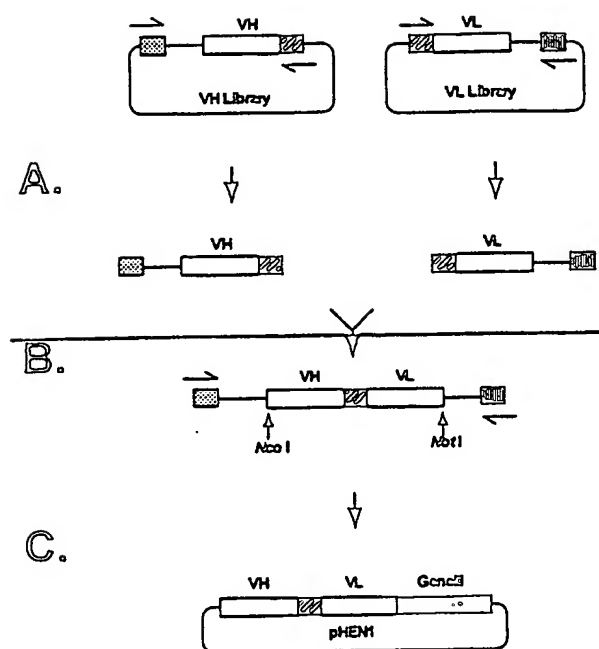 VH
VL
VH Library
VL Library
A.
VH
VL
B.
VH
VL
Nco I
Not I
C.
VH
VL
Gene3
pHEN1